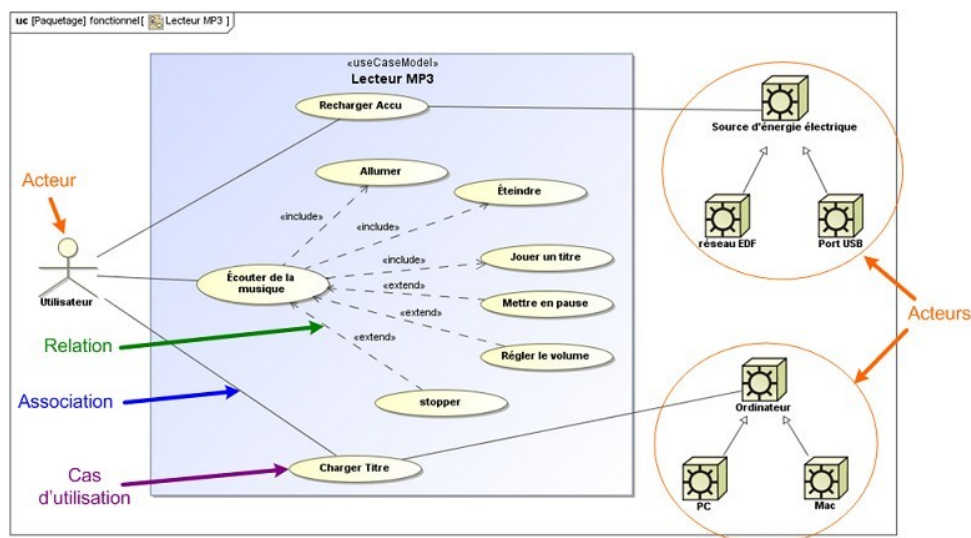 uc [Paquetage] fonctionnel [ Lecteur MP3 ]
«useCaseModel»
Lecteur MP3
Recharger Accu
Source d'énergie électrique
Allumer
Acteur
Éteindre
«include»
«include»
réseau EDF
Port USB
Jouer un titre
«include»
Écouter de la
musique
«extend»
Mettre en pause
Utilisateur
Acteurs
«extend»
Relation
«extend»
Régler le volume
Association
stopper
Ordinateur
Charger Titre
Cas
d'utilisation
PC
Mac